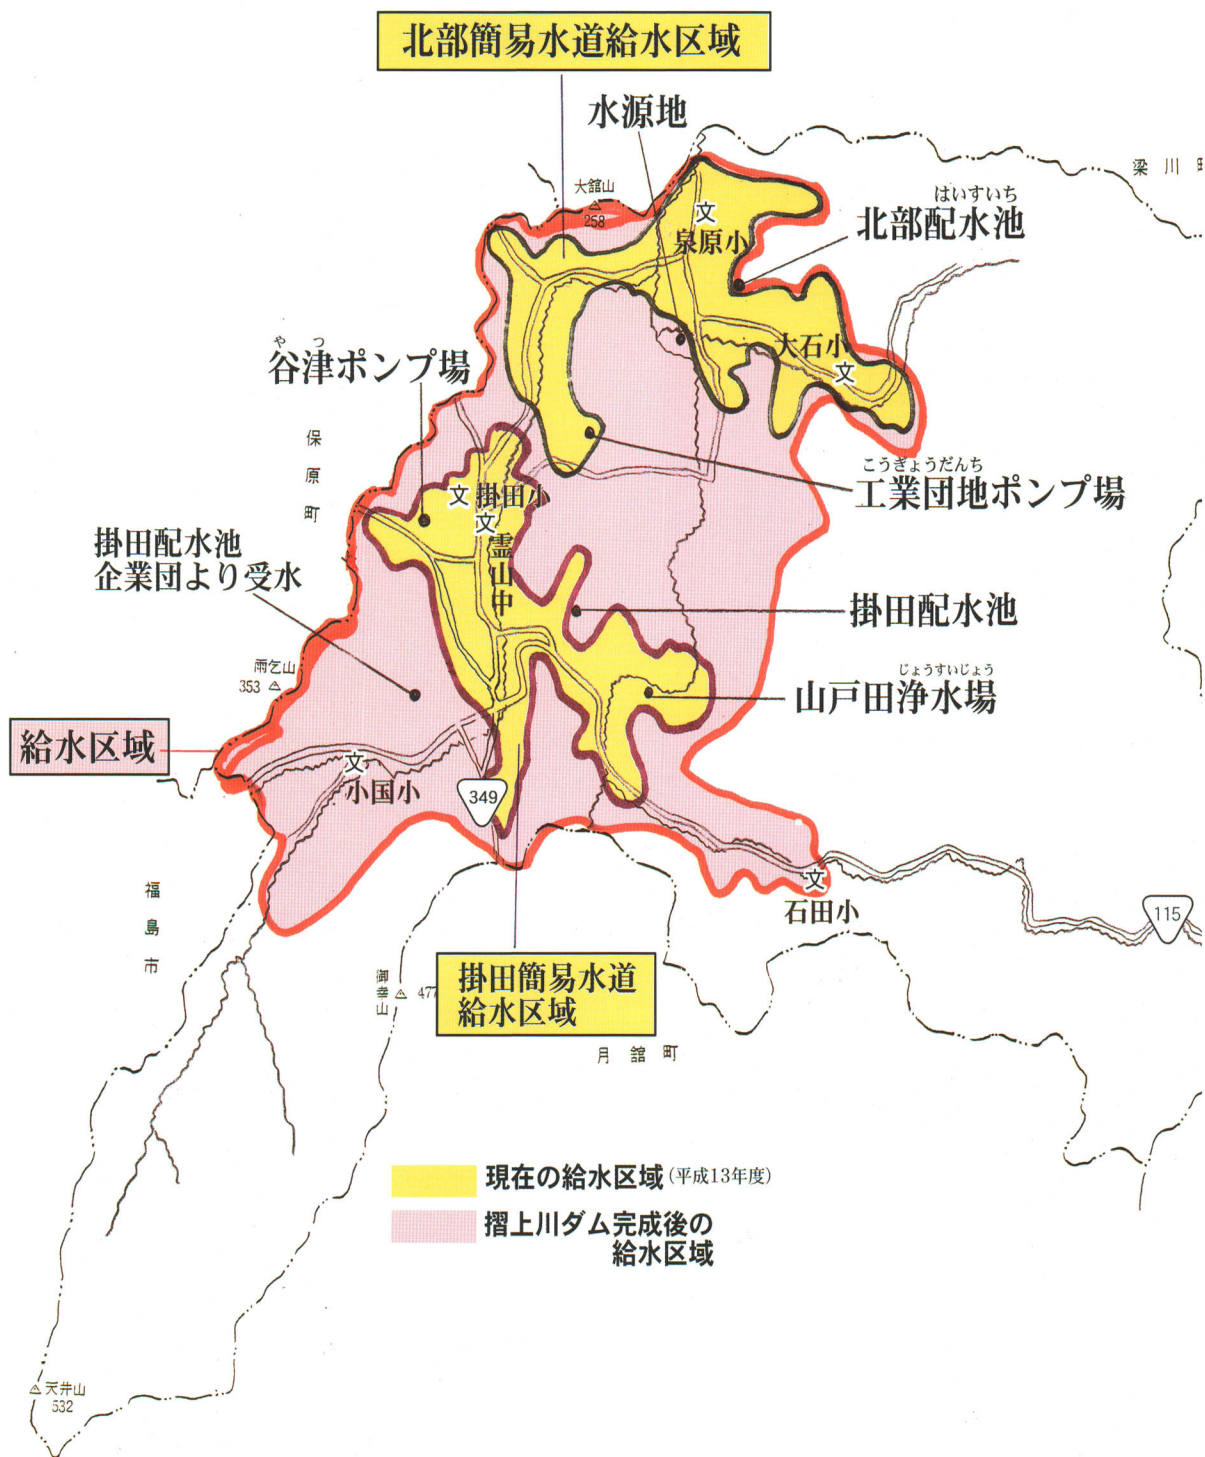 北部簡易水道給水区域
水源地
梁川町
大舘山
258
文
泉原小
はいすいち
北部配水池
やつ
谷津ポンプ場
大石小
文
保原町
こうぎょうだんち
工業団地ポンプ場
文
掛田小
文
霊山中
掛田配水池
企業団より受水
掛田配水池
雨乞山
353
じょうすいじょう
山戸田浄水場
給水区域
文
小国小
349
文
石田小
115
福島市
御幸山
477
掛田簡易水道
給水区域
月舘町
現在の給水区域(平成13年度)
摺上川ダム完成後の
給水区域
天井山
532